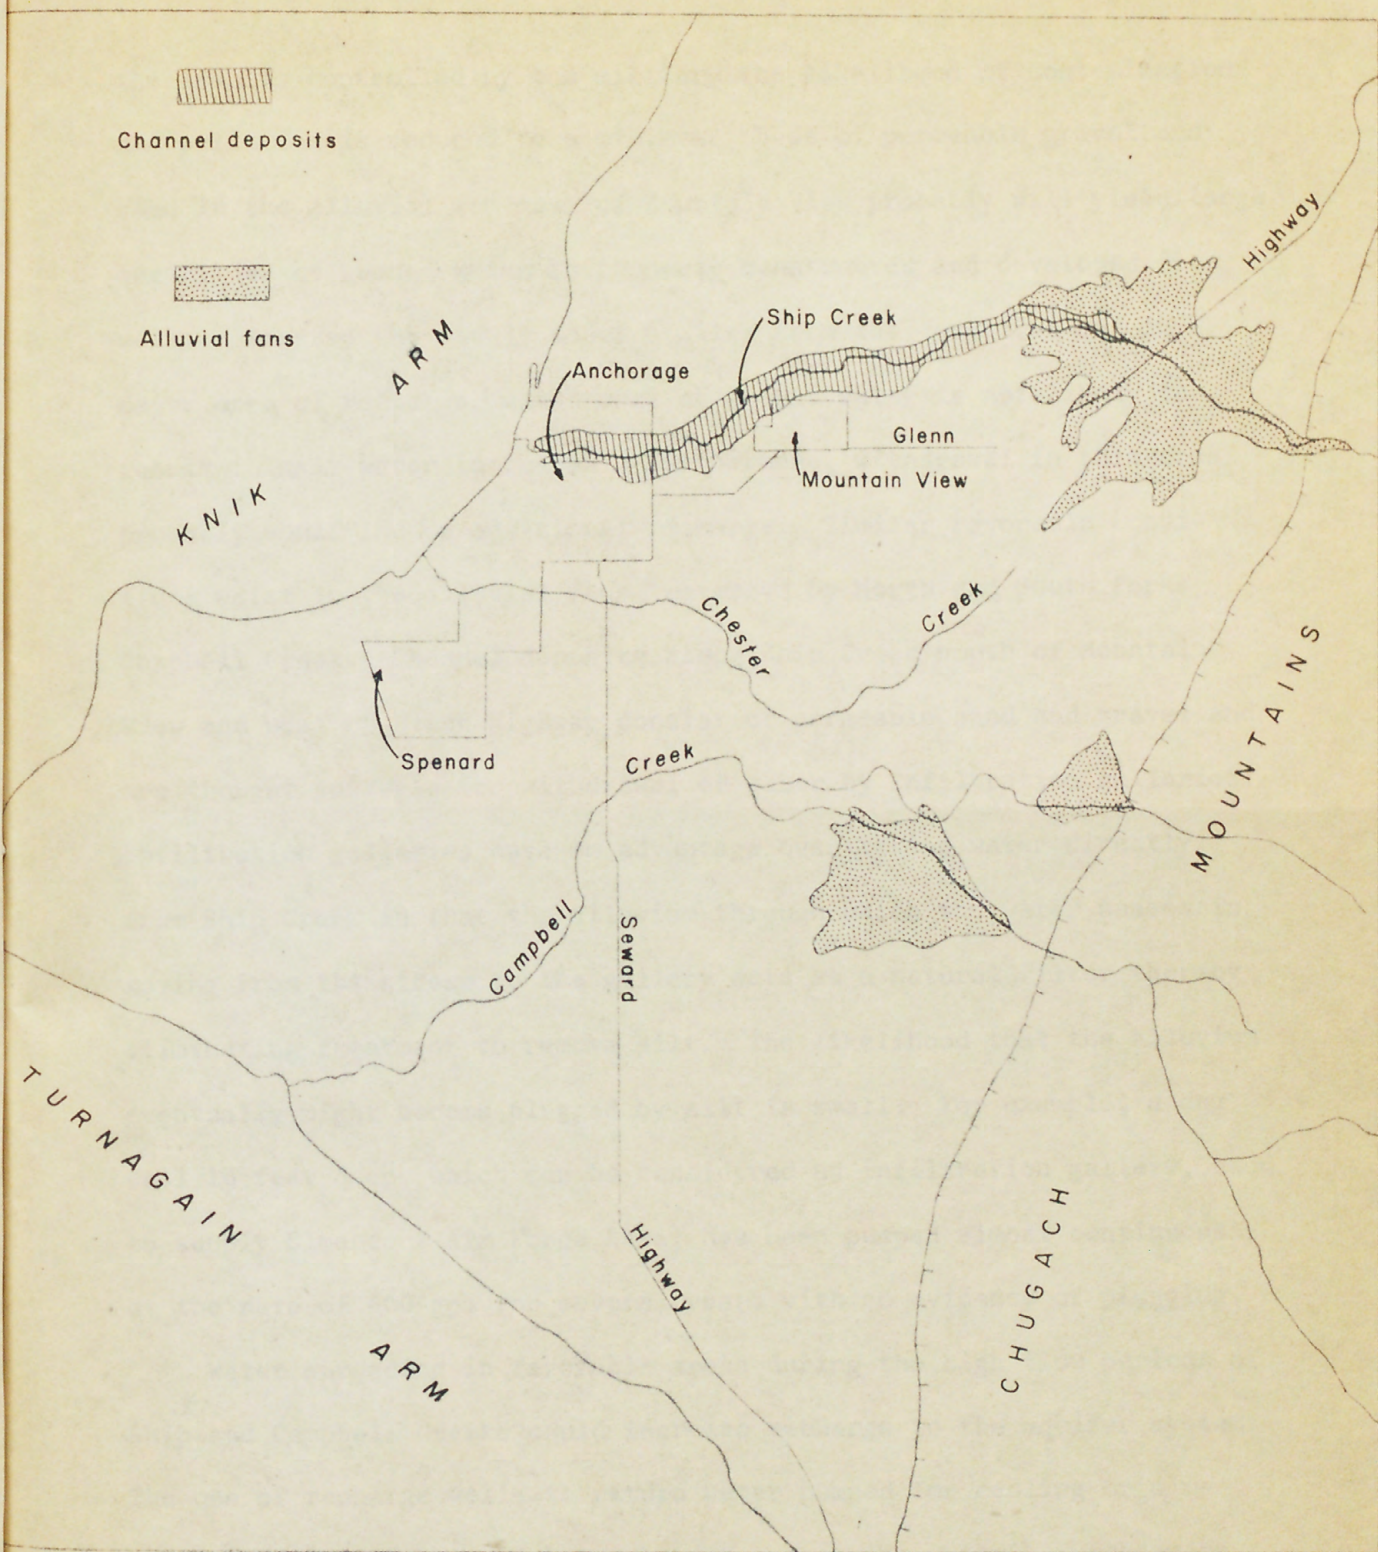 Channel deposits
Alluvial fans
KNIK
ARM
Anchorage
Ship Creek
Highway
Glenn
Mountain View
Chester
Creek
Spenard
Creek
Campbell
Seward
Highway
MOUNTAINS
CHUGACH
TURNAGAIN
ARM